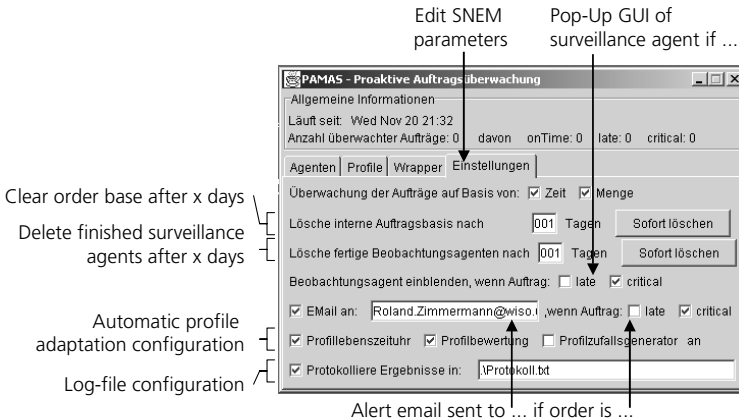 Edit SNEM
parameters
Pop-Up GUI of
surveillance agent if ...
PAMAS - Proaktive Auftragsüberwachung
Allgemeine Informationen
Läuft seit: Wed Nov 20 21:32
Anzahl überwachter Aufträge: 0 davon onTime: 0 late: 0 critical: 0
Agenten Profile Wrapper Einstellungen
Überwachung der Aufträge auf Basis von: Zeit Menge
Clear order base after x days
Lösche interne Auftragsbasis nach 001 Tagen Sofort löschen
Delete finished surveillance
agents after x days
Lösche fertige Beobachtungsagenten nach 001 Tagen Sofort löschen
Beobachtungsagent einblenden, wenn Auftrag: late critical
EMail an: Roland.Zimmermann@wiso. ,wenn Auftrag: late critical
Automatic profile
adaptation configuration
Profillebenszeituhr Profilbewertung Profilzufallsgenerator an
Log-file configuration
Protokolliere Ergebnisse in: .\Protokoll.txt
Alert email sent to ... if order is ...